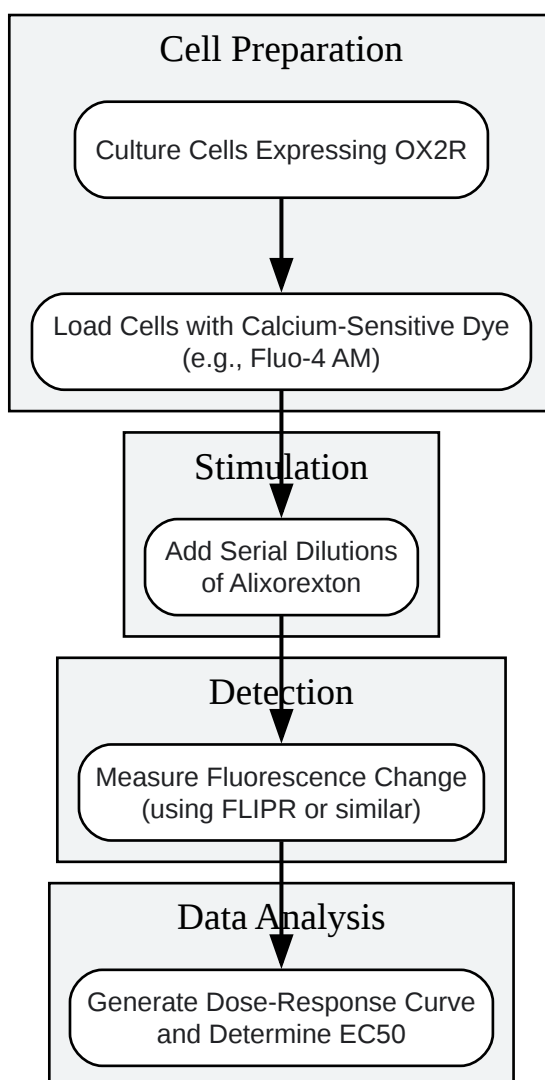 Cell Preparation
Culture Cells Expressing OX2R
Load Cells with Calcium-Sensitive Dye
(e.g., Fluo-4 AM)
Stimulation
Add Serial Dilutions
of Alixorexton
Detection
Measure Fluorescence Change
(using FLIPR or similar)
Data Analysis
Generate Dose-Response Curve
and Determine EC50